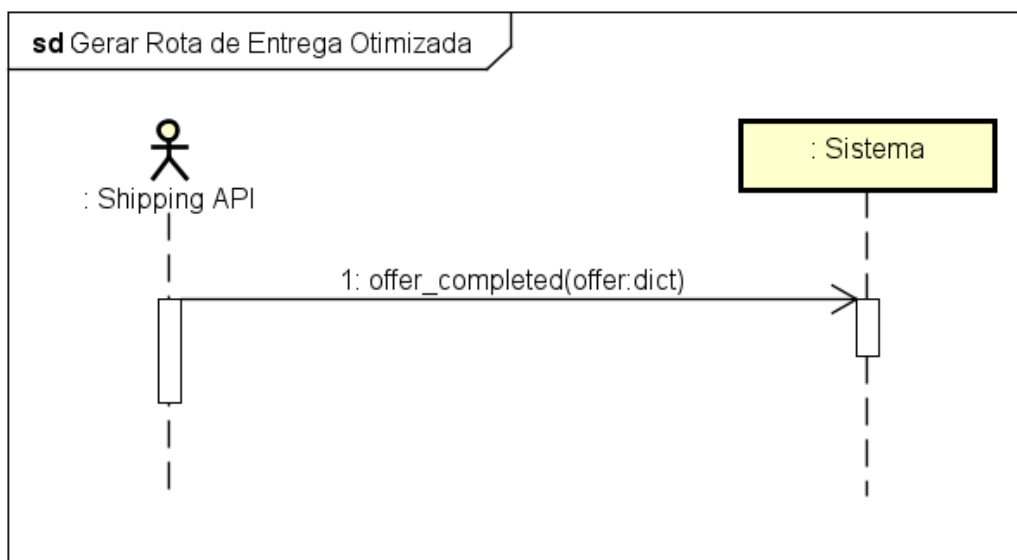 sd Gerar Rota de Entrega Otimizada
: Shipping API
: Sistema
1: offer_completed(offer:dict)